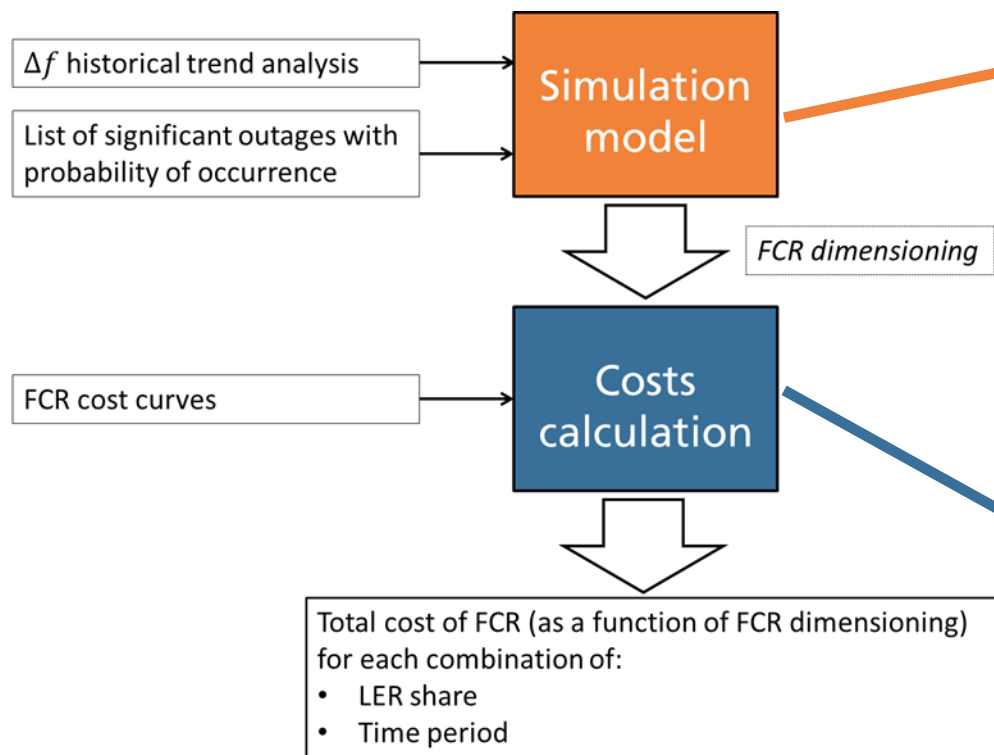 Δf historical trend analysis
List of significant outages with
probability of occurrence
Simulation
model
FCR dimensioning
FCR cost curves
Costs
calculation
Total cost of FCR (as a function of FCR dimensioning)
for each combination of:
• LER share
• Time period